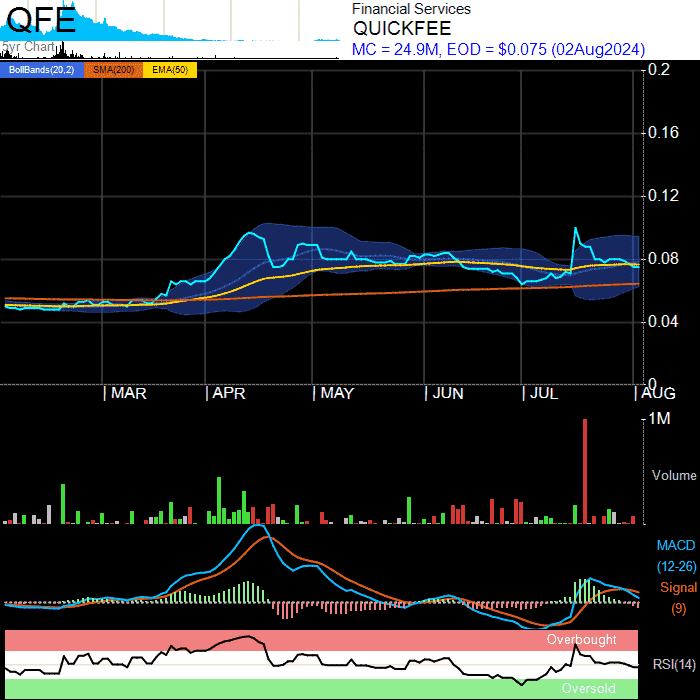 QFE
5yr Chart
Financial Services
QUICKFEE
MC = 24.9M, EOD = $0.075 (02Aug2024)
BollBands(20,2) SMA(200) EMA(50)
0.2
0.16
0.12
0.08
0.04
0
MAR APR MAY JUN JUL AUG
1M
Volume
MACD
(12-26)
Signal
(9)
Overbought
RSI(14)
Oversold